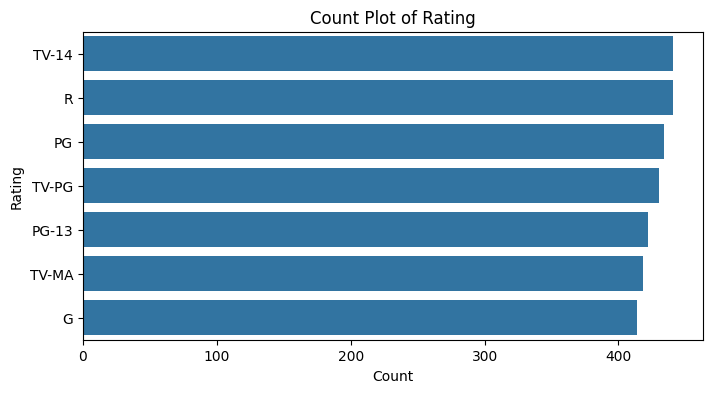 Count Plot of Rating
Rating
TV-14
R
PG
TV-PG
PG-13
TV-MA
G
0 100 200 300 400
Count